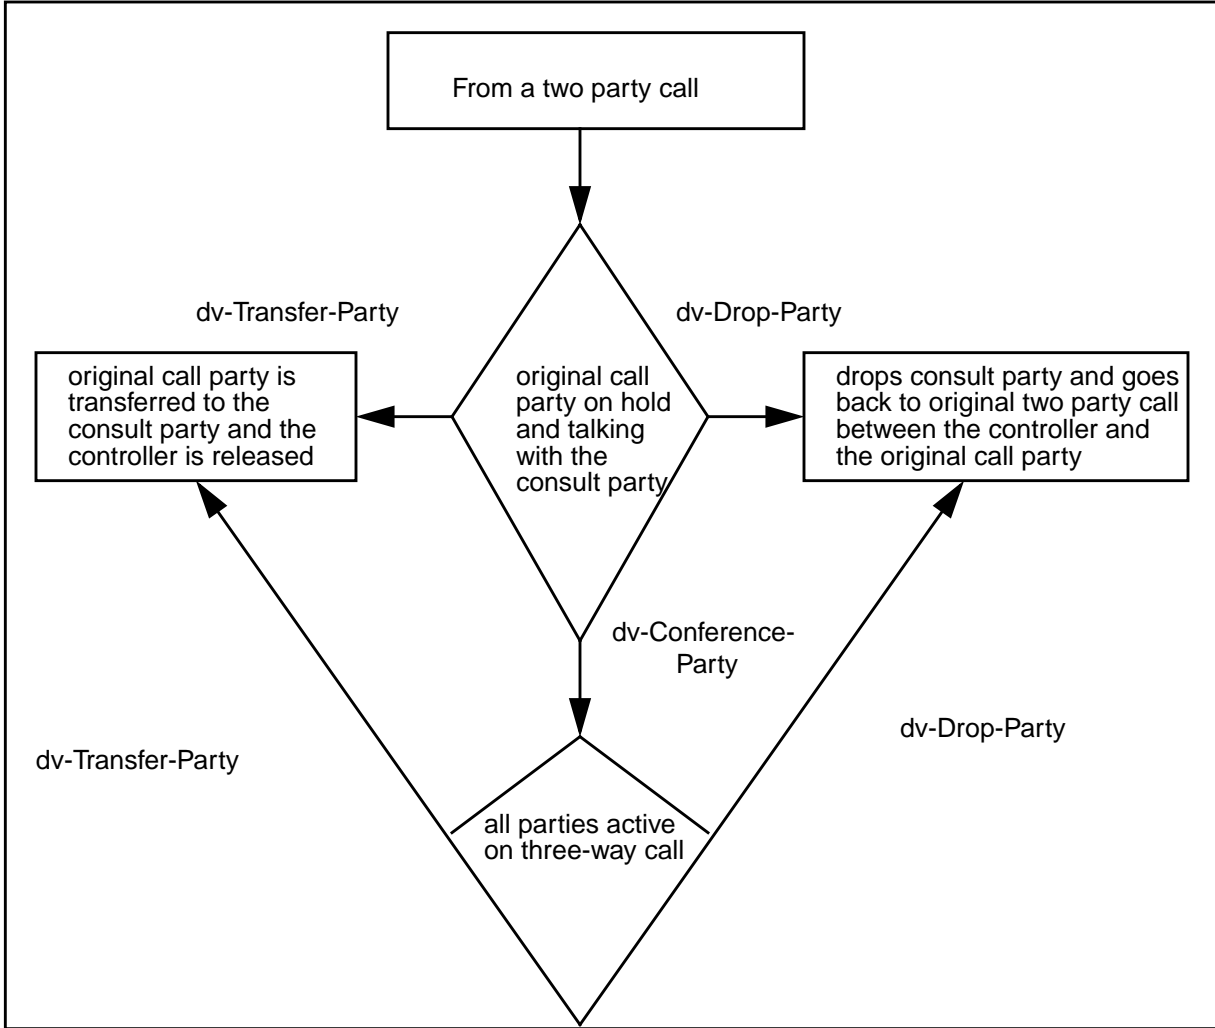 From a two party call
dv-Transfer-Party
dv-Drop-Party
original call party is
transferred to the
consult party and the
controller is released
original call
party on hold
and talking
with the
consult party
drops consult party and goes
back to original two party call
between the controller and
the original call party
dv-Conference-
Party
dv-Drop-Party
dv-Transfer-Party
all parties active
on three-way call